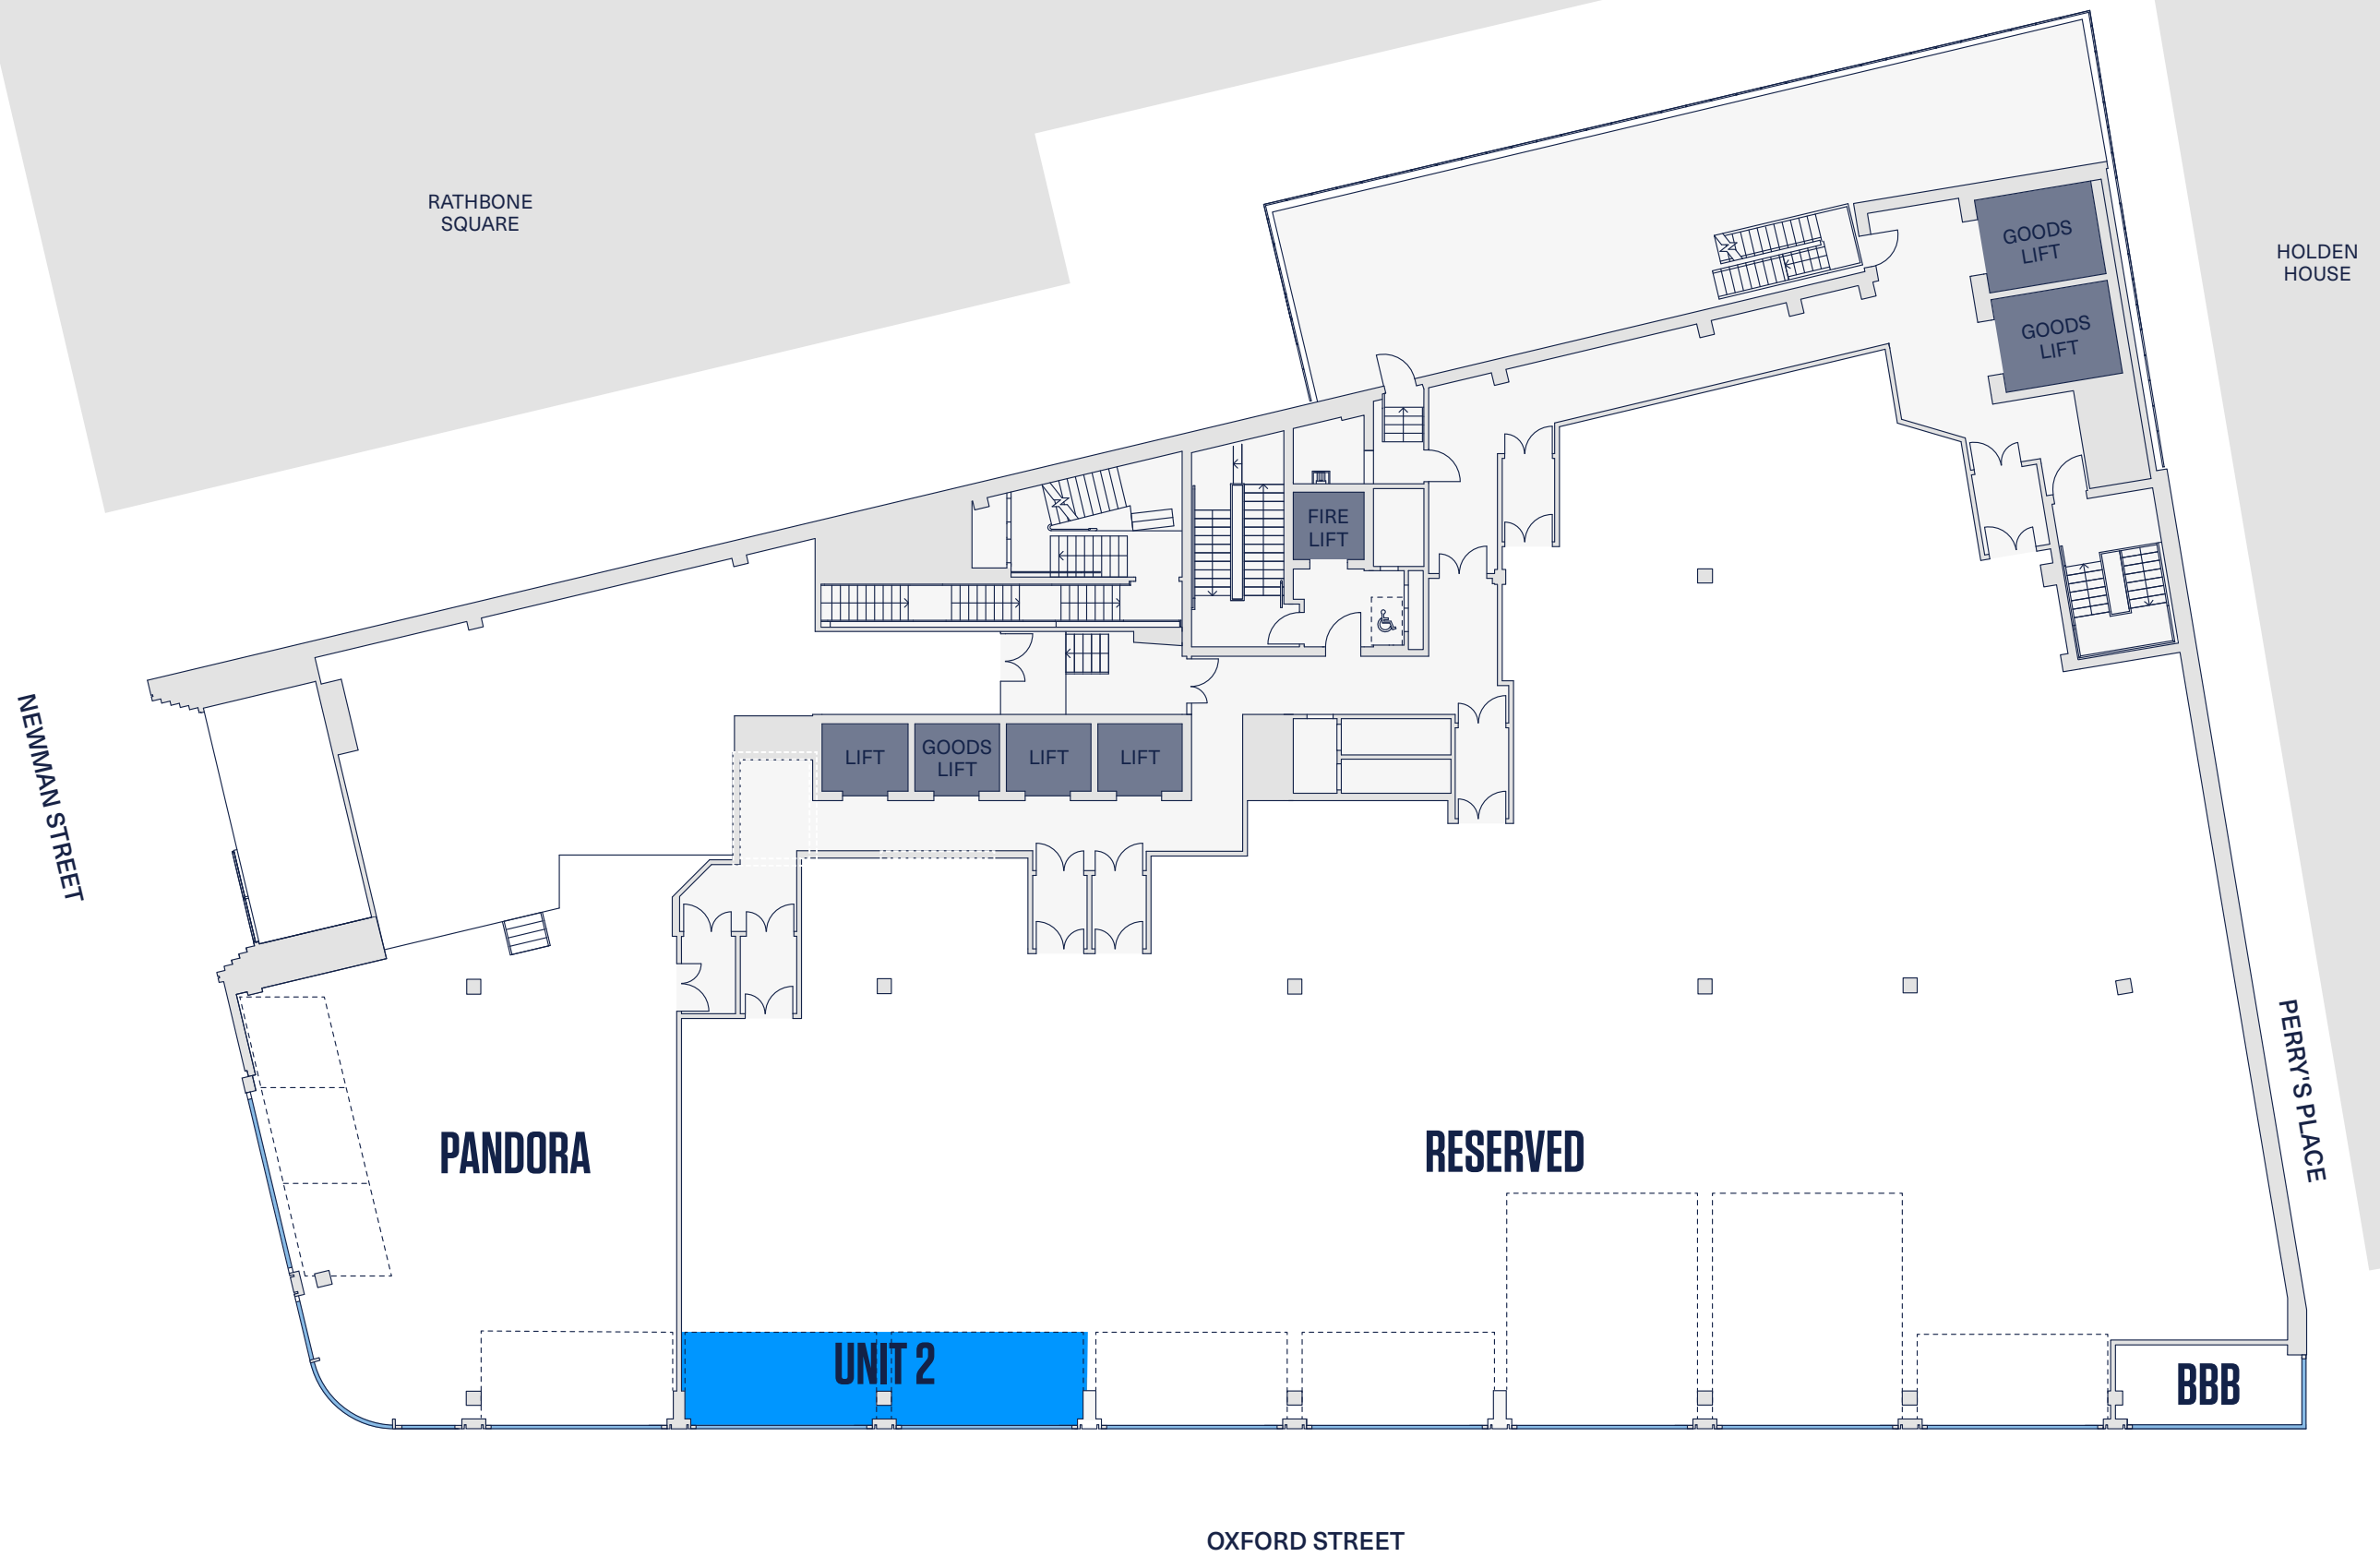 RATHBONE
SQUARE
GOODS
LIFT
HOLDEN
HOUSE
GOODS
LIFT
FIRE
LIFT
NEWMAN STREET
LIFT
GOODS
LIFT
LIFT
LIFT
PERRY'S PLACE
PANDORA
RESERVED
UNIT 2
BBB
OXFORD STREET